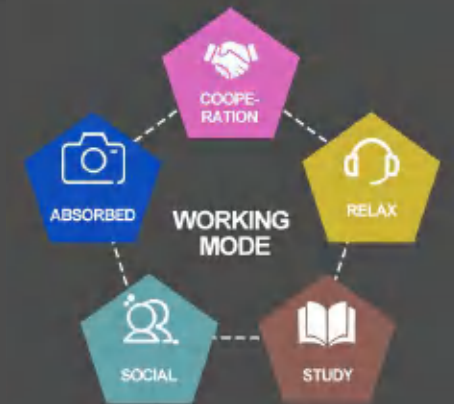 COOPE-
RATION
ABSORBED
RELAX
WORKING
MODE
SOCIAL
STUDY